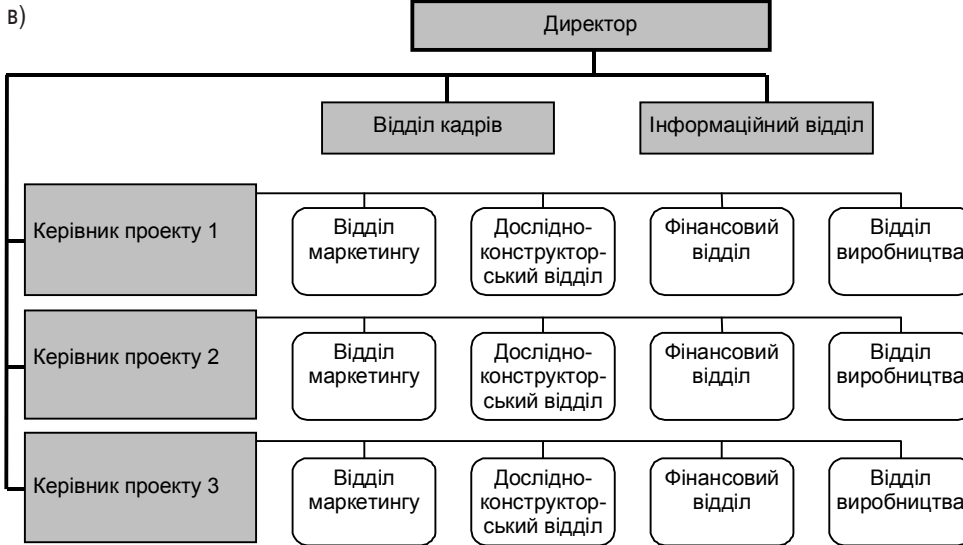 в)
Директор
Відділ кадрів
Інформаційний відділ
Керівник проекту 1
Відділ
маркетингу
Дослідно-
конструктор-
ський відділ
Фінансовий
відділ
Відділ
виробництва
Керівник проекту 2
Відділ
маркетингу
Дослідно-
конструктор-
ський відділ
Фінансовий
відділ
Відділ
виробництва
Керівник проекту 3
Відділ
маркетингу
Дослідно-
конструктор-
ський відділ
Фінансовий
відділ
Відділ
виробництва